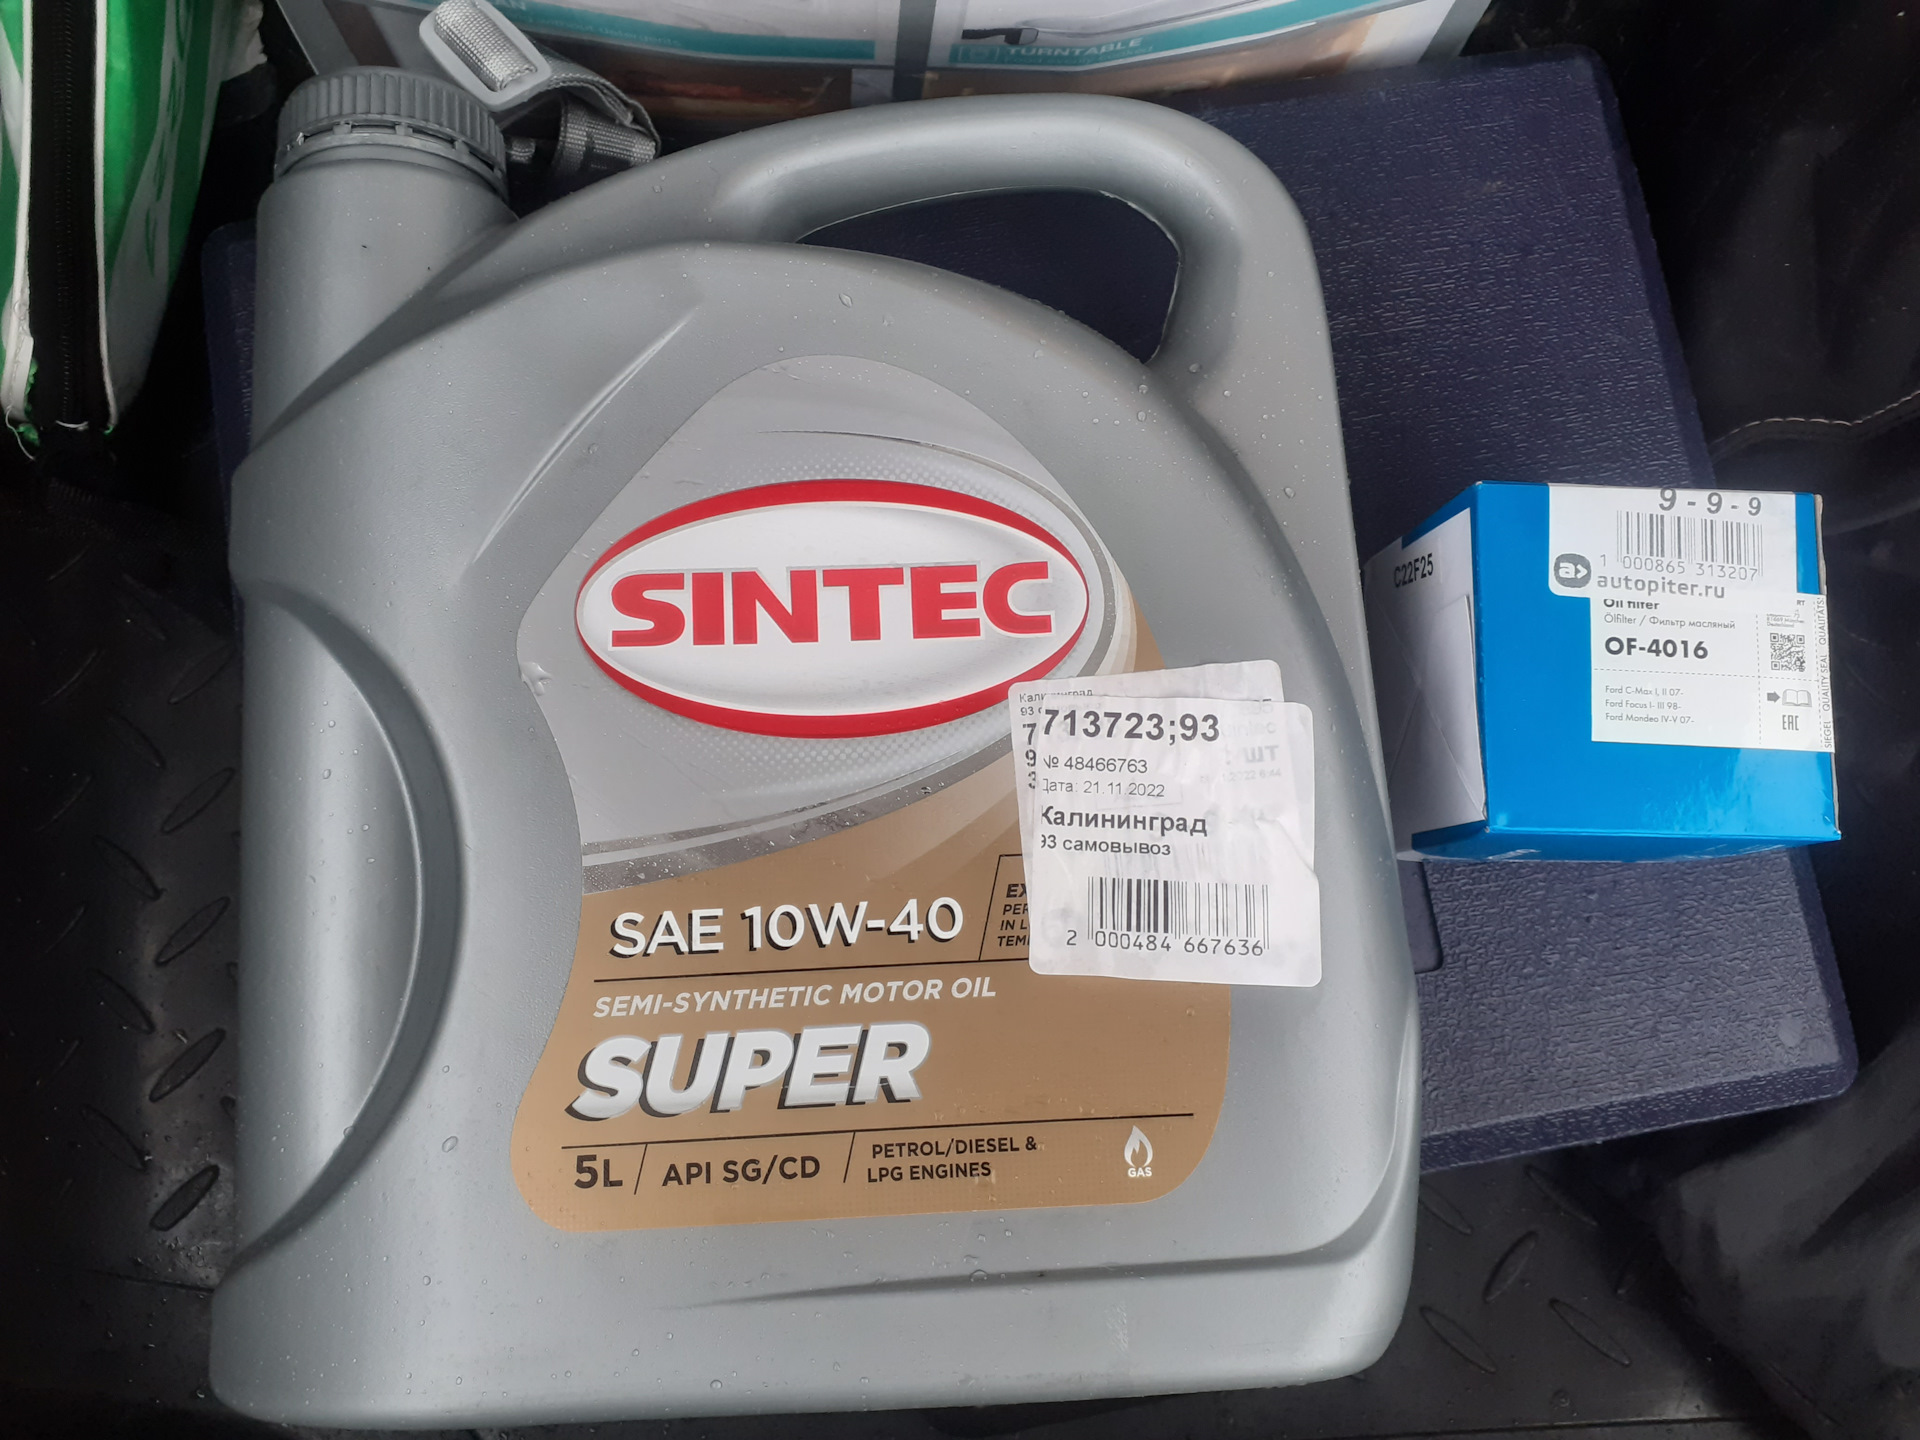 TURNTABLE
SINTEC
713723;93
№ 48466763
Дата: 21.11.2022
Калининград
93 самовывоз
2 000484 667636
SAE 10W-40
SEMI-SYNTHETIC MOTOR OIL
SUPER
5L
API SG/CD
PETROL/DIESEL &
LPG ENGINES
GAS
C22F25
9 - 9 - 9
1 000865 313207
a>
autopiter.ru
Oil filter
Ölfilter / Фильтр масляный
OF-4016
Ford C-Max I, II 07-
Ford Focus I- III 98-
Ford Mondeo IV-V 07-
EAC
SIEGEL QUALITY SEAL QUALITÄTS